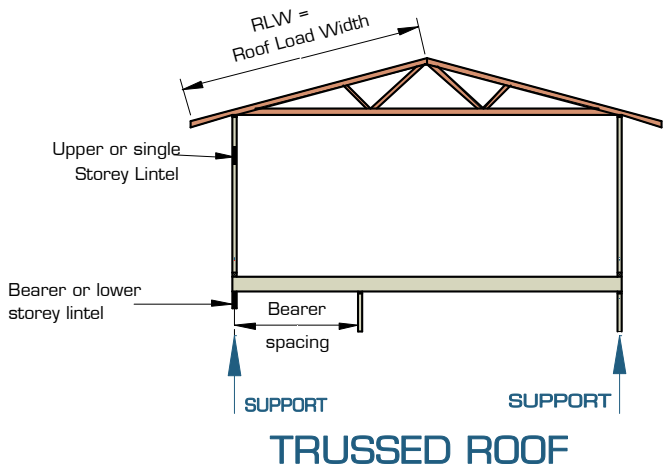 RLW =
Roof Load Width
Upper or single
Storey Lintel
Bearer or lower
storey lintel
Bearer
spacing
SUPPORT
SUPPORT
TRUSSED ROOF